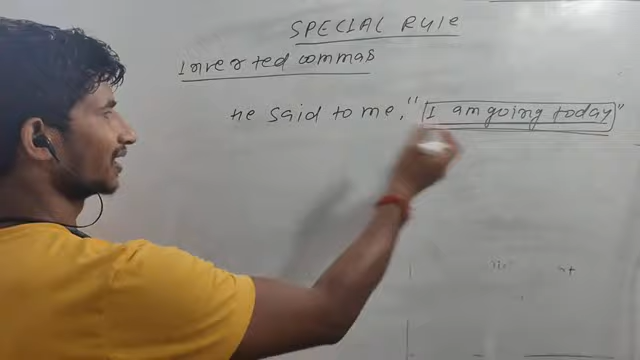 SPECIAL RULE
Inverted commas
He said to me, "I am going today"